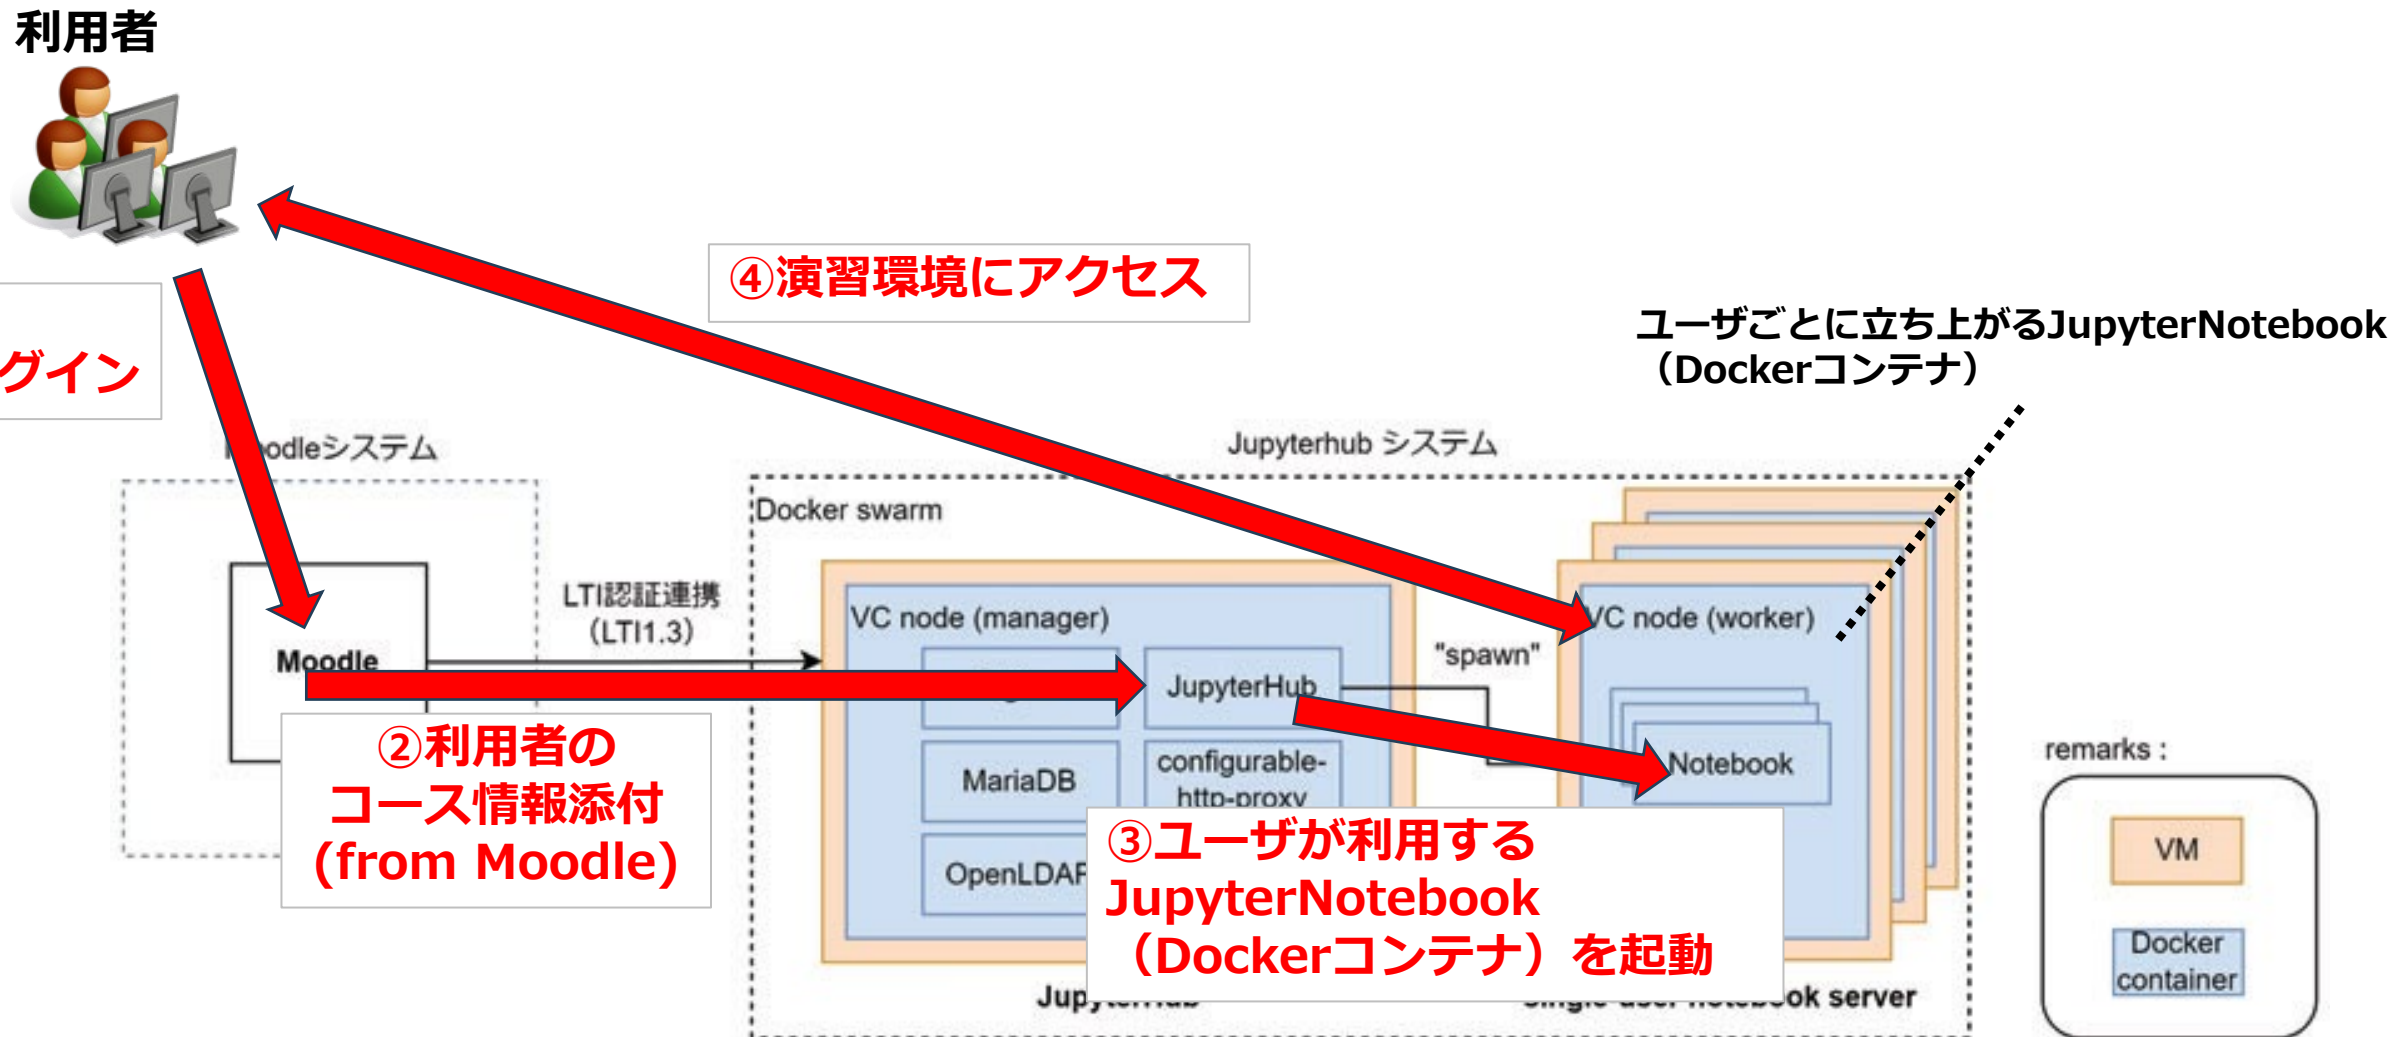 利用者
④演習環境にアクセス
グイン
ユーザごとに立ち上がるJupyterNotebook
（Dockerコンテナ）
oodleシステム
Jupyterhub システム
Docker swarm
LTI認証連携
（LTI1.3）
VC node (manager)
"spawn"
VC node (worker)
Moodle
JupyterHub
②利用者の
コース情報添付
(from Moodle)
MariaDB
configurable-
http-proxy
Notebook
OpenLDAP
③ユーザが利用する
JupyterNotebook
（Dockerコンテナ）を起動
JupyterHub
single-user notebook server
remarks :
VM
Docker
container